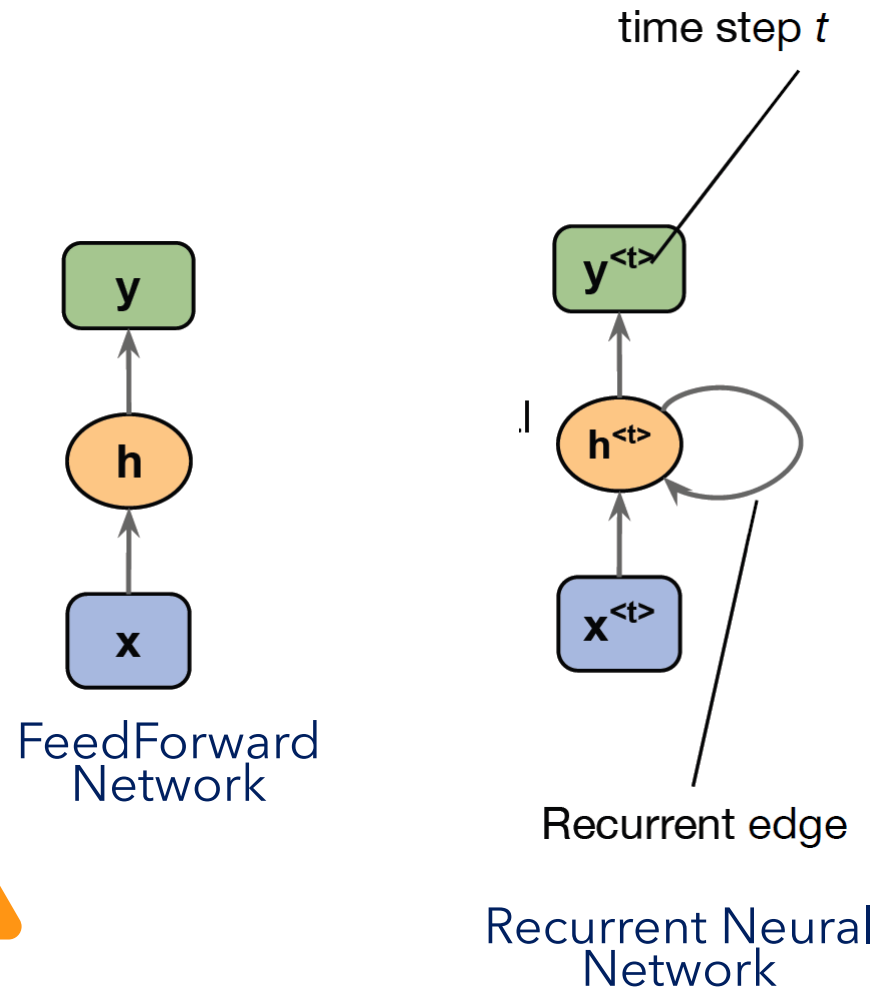 time step t
y
y<t>
h
.l
h<t>
x
x<t>
FeedForward
Network
Recurrent edge
Recurrent Neural
Network